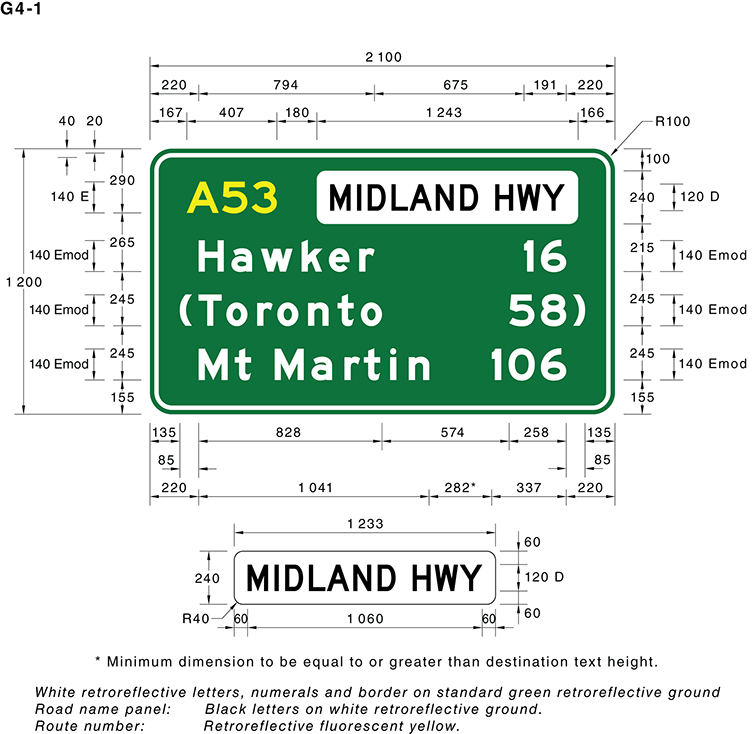 G4-1
2 100
220 794 675 191 220
167 407 180 1 243 166
R100
40 20
290
140 E
265
140 Emod
1 200
245
140 Emod
245
140 Emod
155
A53 MIDLAND HWY
Hawker 16
(Toronto 58)
Mt Martin 106
100
240
120 D
215
140 Emod
245
140 Emod
245
140 Emod
155
135 828 574 258 135
85 85
220 1 041 282* 337 220
1 233
60
240 MIDLAND HWY 120 D
R40 60 1 060 60 60
* Minimum dimension to be equal to or greater than destination text height.
White retroreflective letters, numerals and border on standard green retroreflective ground
Road name panel: Black letters on white retroreflective ground.
Route number: Retroreflective fluorescent yellow.